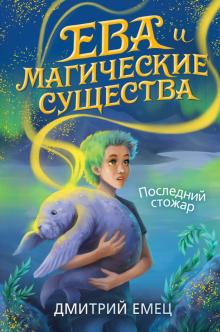 ЕВА и
МАГИЧЕСКИЕ
СУЩЕСТВА
Последний
стожар
ДМИТРИЙ ЕМЕЦ